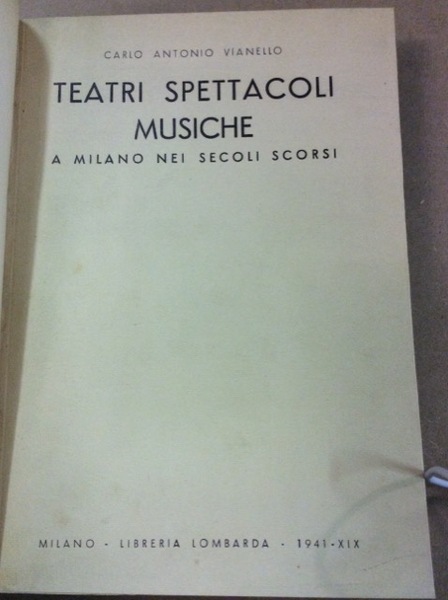 CARLO ANTONIO VIANELLO
TEATRI SPETTACOLI
MUSICHE
A MILANO NEI SECOLI SCORSI
MILANO - LIBRERIA LOMBARDA - 1941-XIX